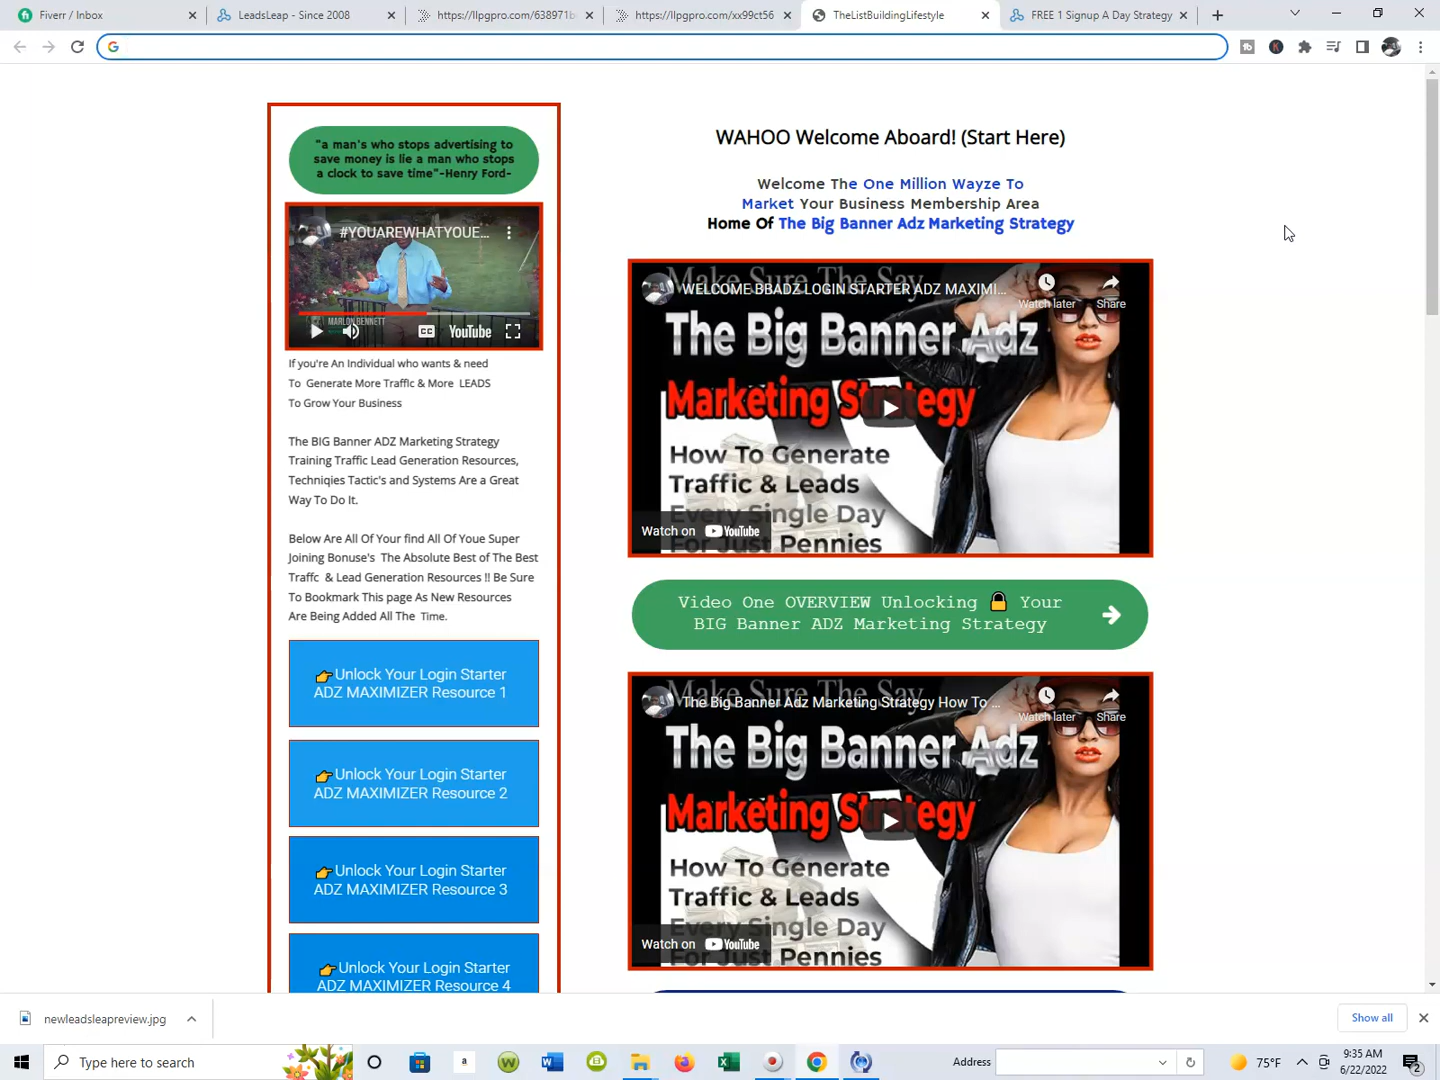 Fiverr / Inbox
LeadsLeap - Since 2008
https://llpgpro.com/638971b
https://llpgpro.com/xx99ct56
TheListBuildingLifestyle
FREE 1 Signup A Day Strategy
"a man's who stops advertising to
save money is lie a man who stops
a clock to save time"-Henry Ford-
#YOUAREWHATYOUE...
MARLON BENNETT
CC
YouTube
If you're An Individual who wants & need
To Generate More Traffic & More LEADS
To Grow Your Business
The BIG Banner ADZ Marketing Strategy
Training Traffic Lead Generation Resources,
Techniqies Tactic's and Systems Are a Great
Way To Do It.
Below Are All Of Your find All Of Youe Super
Joining Bonuse's The Absolute Best of The Best
Traffc & Lead Generation Resources !! Be Sure
To Bookmark This page As New Resources
Are Being Added All The Time.
👉Unlock Your Login Starter
ADZ MAXIMIZER Resource 1
👉Unlock Your Login Starter
ADZ MAXIMIZER Resource 2
👉Unlock Your Login Starter
ADZ MAXIMIZER Resource 3
👉Unlock Your Login Starter
ADZ MAXIMIZER Resource 4
WAHOO Welcome Aboard! (Start Here)
Welcome The One Million Wayze To
Market Your Business Membership Area
Home Of The Big Banner Adz Marketing Strategy
Make Sure The Say
WELCOME BBADZ LOGIN STARTER ADZ MAXIMI...
Watch later
Share
The Big Banner Adz
Marketing Strategy
How To Generate
Traffic & Leads
Every Single Day
For Just Pennies
Watch on YouTube
Video One OVERVIEW Unlocking 🔒 Your
BIG Banner ADZ Marketing Strategy
Make Sure The Say
The Big Banner Adz Marketing Strategy How To ...
Watch later
Share
The Big Banner Adz
Marketing Strategy
How To Generate
Traffic & Leads
Every Single Day
For Just Pennies
Watch on YouTube
newleadsleapreview.jpg
Show all
Type here to search
Address
75°F
9:35 AM
6/22/2022
2